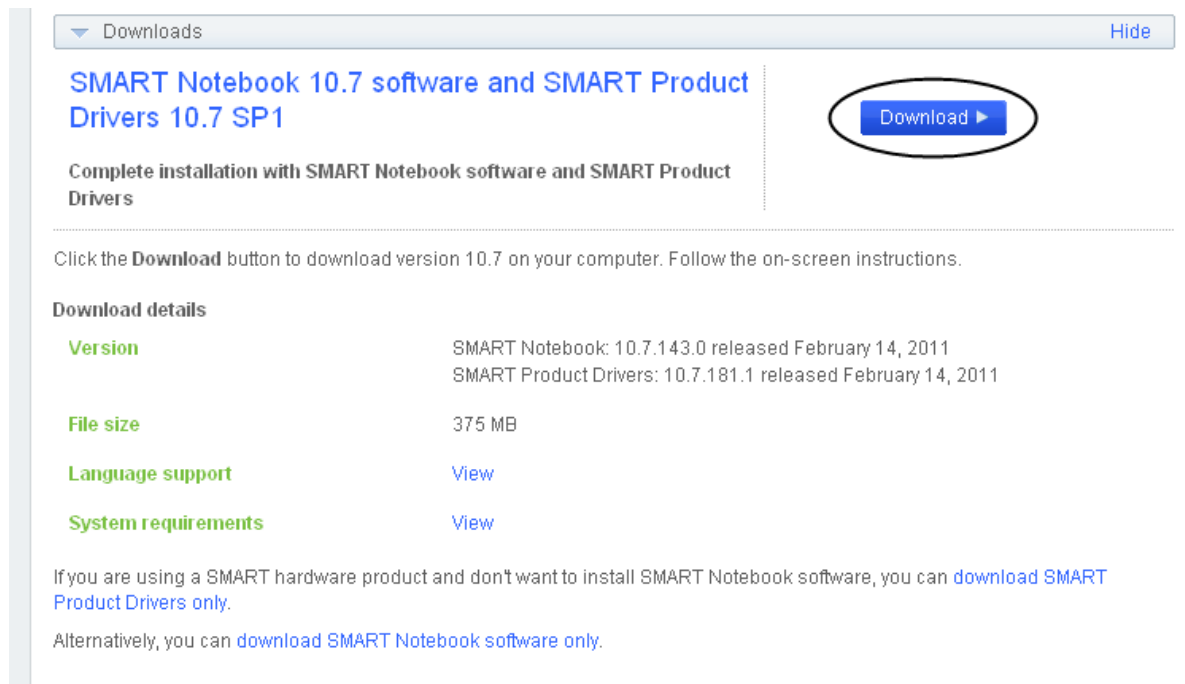 Downloads Hide
SMART Notebook 10.7 software and SMART Product
Drivers 10.7 SP1
Download
Complete installation with SMART Notebook software and SMART Product
Drivers
Click the Download button to download version 10.7 on your computer. Follow the on-screen instructions.
Download details
Version SMART Notebook: 10.7.143.0 released February 14, 2011
SMART Product Drivers: 10.7.181.1 released February 14, 2011
File size 375 MB
Language support View
System requirements View
If you are using a SMART hardware product and don't want to install SMART Notebook software, you can download SMART
Product Drivers only.
Alternatively, you can download SMART Notebook software only.